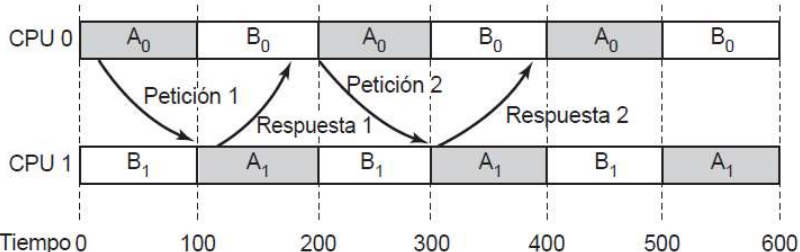 CPU 0 A₀ B₀ A₀ B₀ A₀ B₀
Petición 1 Petición 2
Respuesta 1 Respuesta 2
CPU 1 B₁ A₁ B₁ A₁ B₁ A₁
Tiempo 0 100 200 300 400 500 600